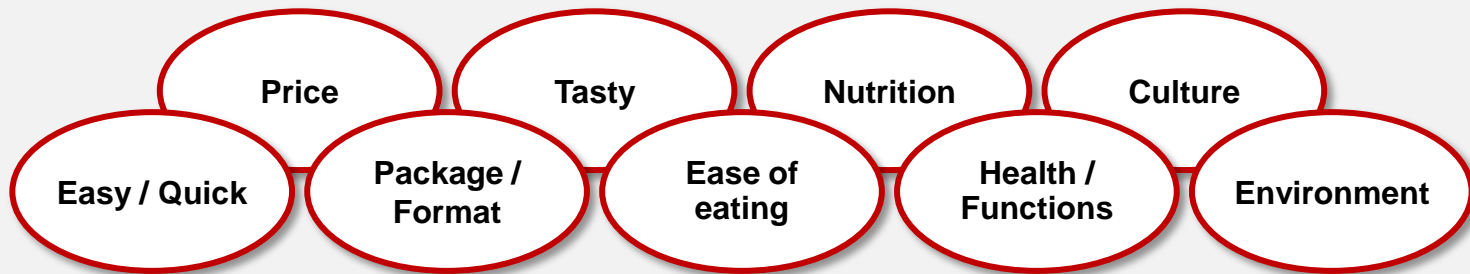 Price
Tasty
Nutrition
Culture
Easy / Quick
Package /
Format
Ease of
eating
Health /
Functions
Environment